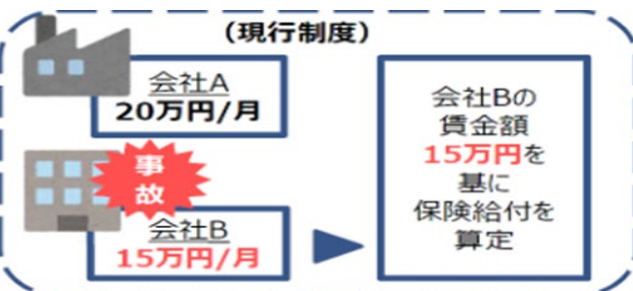 (現行制度)
会社A
20万円/月
事
故
会社B
15万円/月
会社Bの
賃金額
15万円を
基に
保険給付を
算定